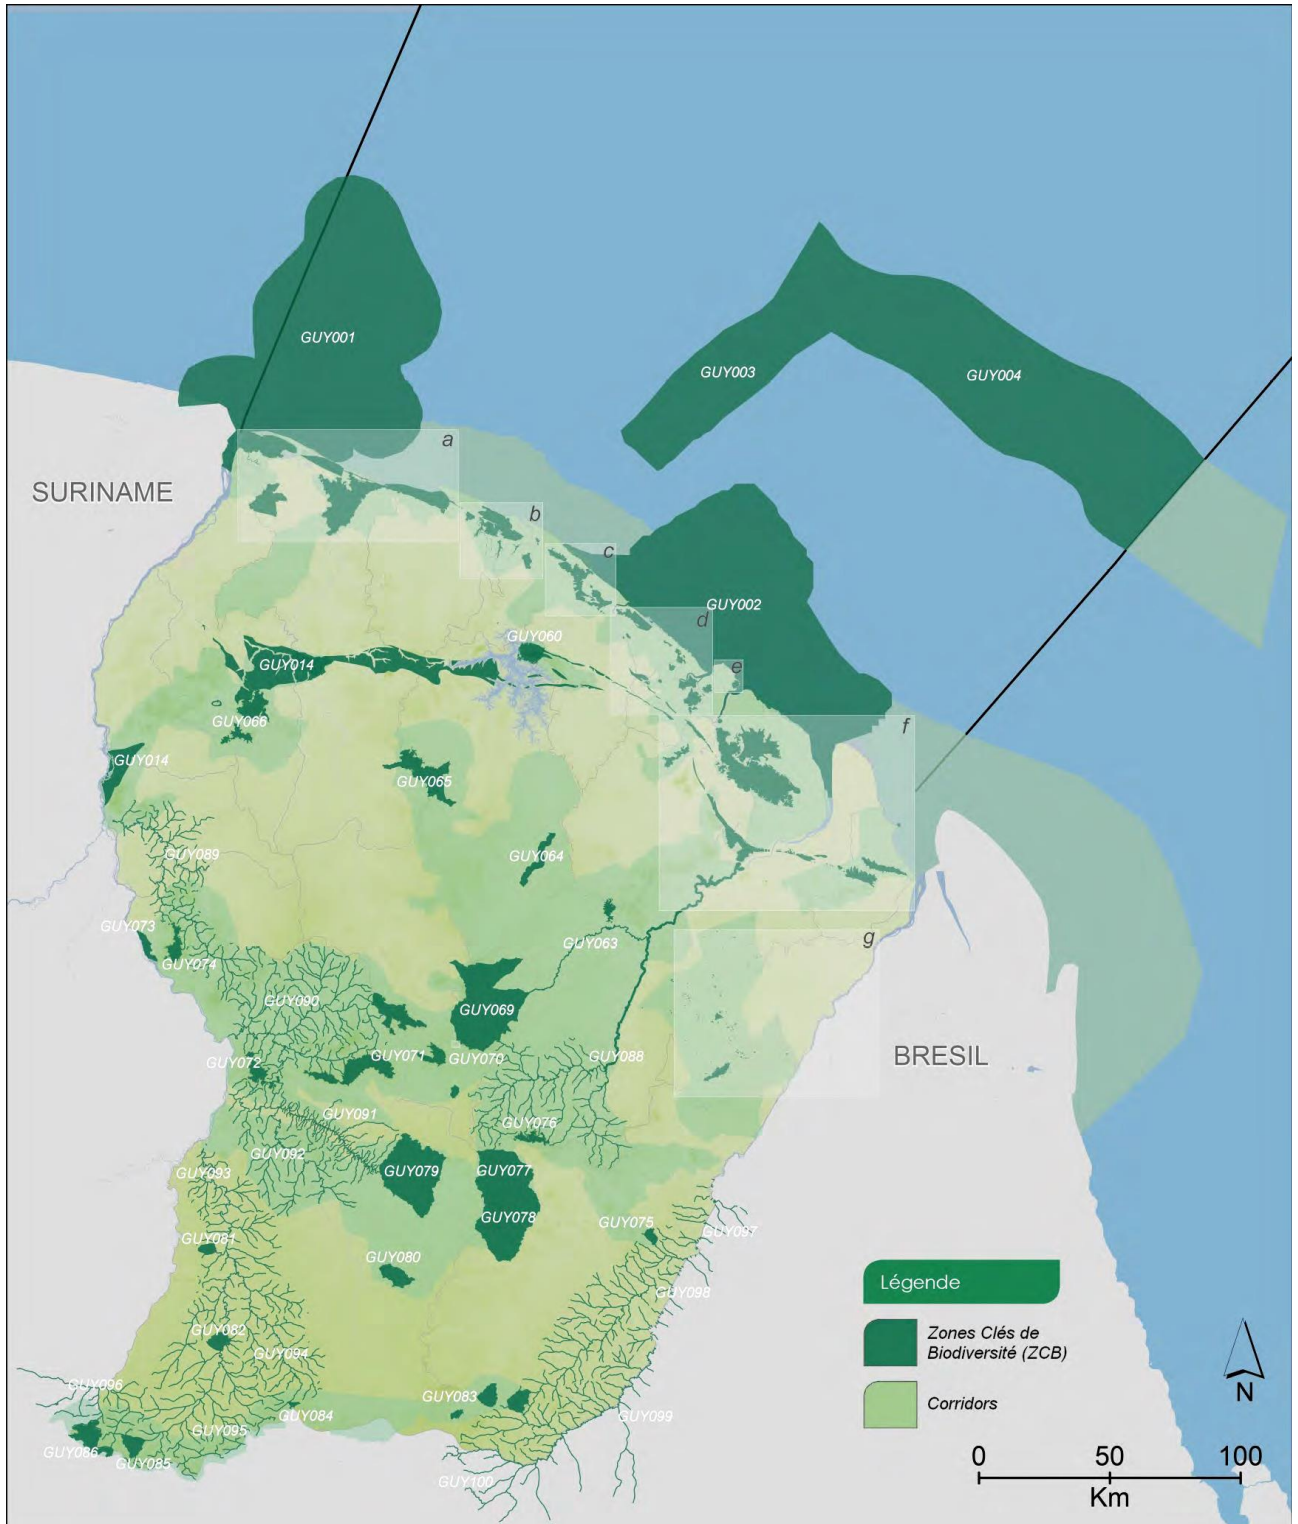 GUY001
GUY003
GUY004
a
SURINAME
b
c
GUY002
d
GUY060
GUY014
e
GUY066
f
GUY014
GUY065
GUY089
GUY064
GUY073
GUY063
g
GUY074
GUY090
GUY069
GUY071
GUY070
GUY088
BRESIL
GUY072
GUY091
GUY076
GUY092
GUY093
GUY079
GUY077
GUY078
GUY075
GUY097
GUY081
GUY080
GUY098
Légende
GUY082
Zones Clés de
Biodiversité (ZCB)
GUY094
GUY096
GUY083
Corridors
N
GUY084
GUY099
GUY095
GUY086
GUY085
GUY100
0 50 100
Km